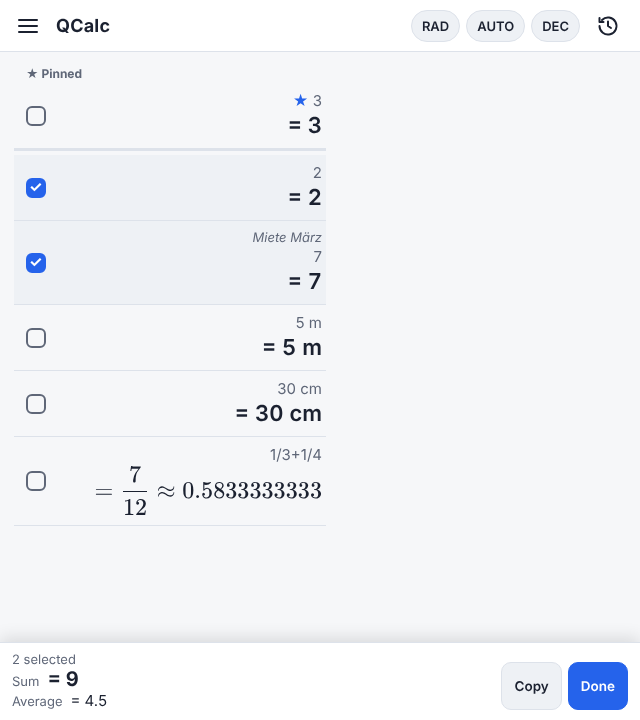 QCalc
RAD AUTO DEC
★ Pinned
★ 3
= 3
2
= 2
Miete März
7
= 7
5 m
= 5 m
30 cm
= 30 cm
1/3+1/4
= 7/12 ≈ 0.5833333333
2 selected
Sum = 9
Average = 4.5
Copy
Done